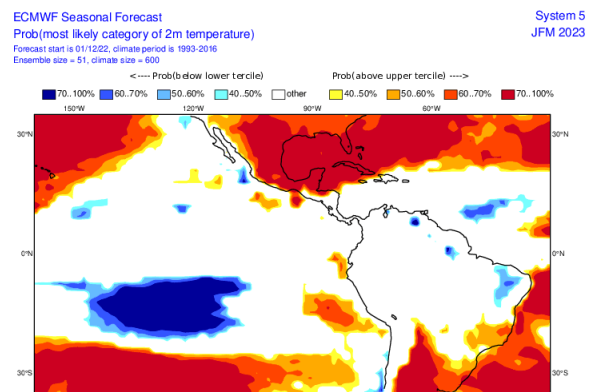 ECMWF Seasonal Forecast
System 5
Prob(most likely category of 2m temperature)
JFM 2023
Forecast start is 01/12/22, climate period is 1993-2016
Ensemble size = 51, climate size = 600
<---- Prob(below lower tercile)
Prob(above upper tercile) ---->
70..100% 60..70% 50..60% 40..50% other 40..50% 50..60% 60..70% 70..100%
150°W 120°W 90°W 60°W
30°N 30°N
0°N 0°N
30°S 30°S